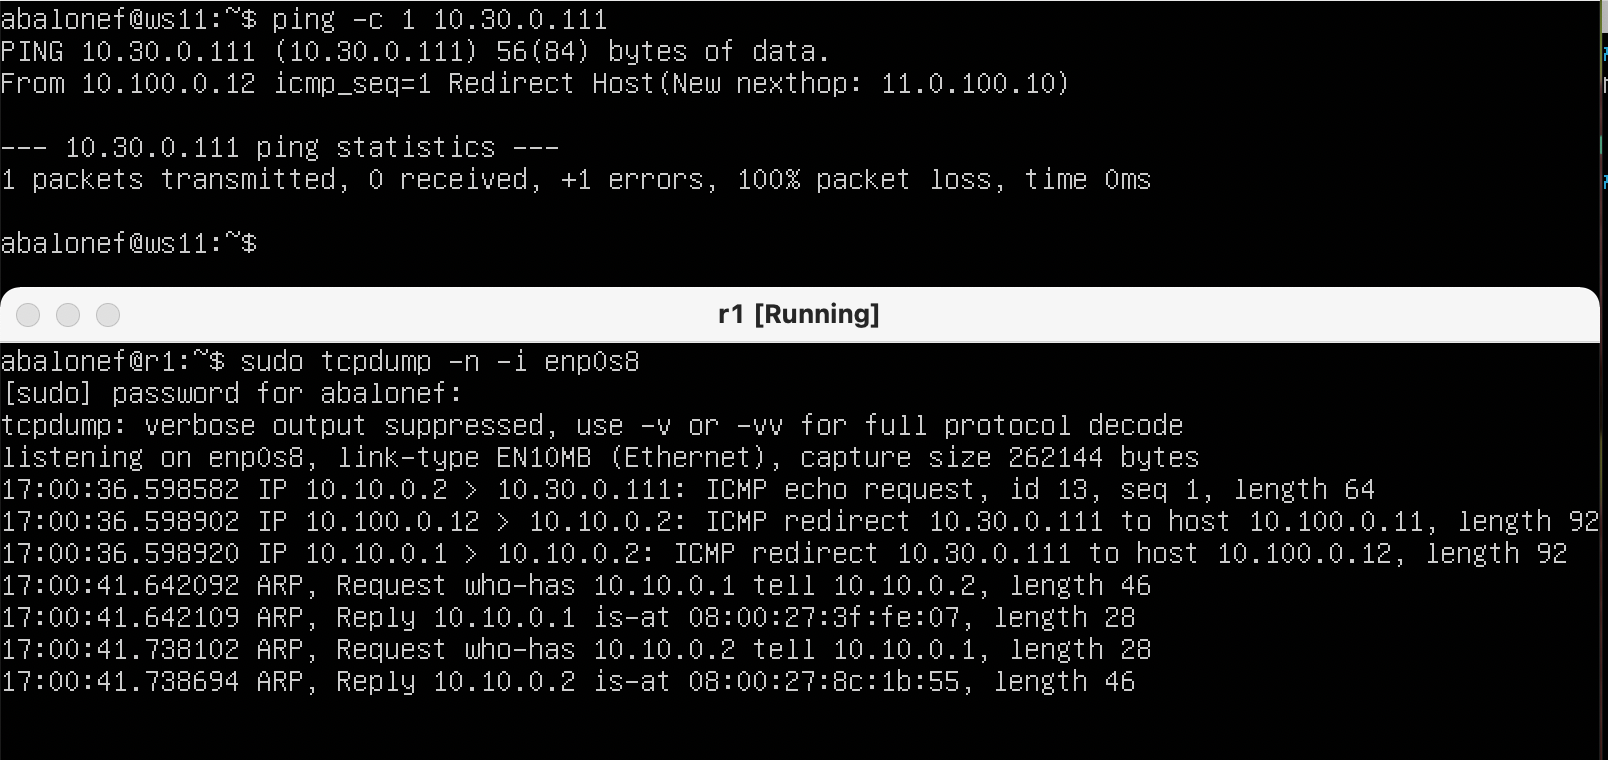 abalonef@ws11:~$ ping -c 1 10.30.0.111
PING 10.30.0.111 (10.30.0.111) 56(84) bytes of data.
From 10.100.0.12 icmp_seq=1 Redirect Host(New nexthop: 11.0.100.10)
--- 10.30.0.111 ping statistics ---
1 packets transmitted, 0 received, +1 errors, 100% packet loss, time 0ms
abalonef@ws11:~$
r1 [Running]
abalonef@r1:~$ sudo tcpdump -n -i enp0s8
[sudo] password for abalonef:
tcpdump: verbose output suppressed, use -v or -vv for full protocol decode
listening on enp0s8, link-type EN10MB (Ethernet), capture size 262144 bytes
17:00:36.598582 IP 10.10.0.2 > 10.30.0.111: ICMP echo request, id 13, seq 1, length 64
17:00:36.598902 IP 10.100.0.12 > 10.10.0.2: ICMP redirect 10.30.0.111 to host 10.100.0.11, length 92
17:00:36.598920 IP 10.10.0.1 > 10.10.0.2: ICMP redirect 10.30.0.111 to host 10.100.0.12, length 92
17:00:41.642092 ARP, Request who-has 10.10.0.1 tell 10.10.0.2, length 46
17:00:41.642109 ARP, Reply 10.10.0.1 is-at 08:00:27:3f:fe:07, length 28
17:00:41.738102 ARP, Request who-has 10.10.0.2 tell 10.10.0.1, length 28
17:00:41.738694 ARP, Reply 10.10.0.2 is-at 08:00:27:8c:1b:55, length 46